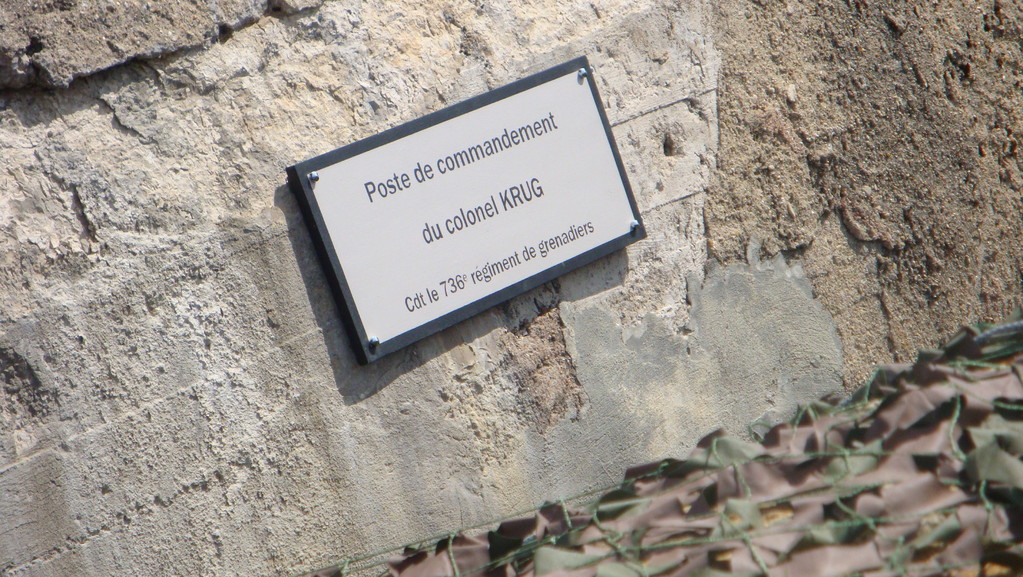 Poste de commandement
du colonel KRUG
Cdt le 736e régiment de grenadiers